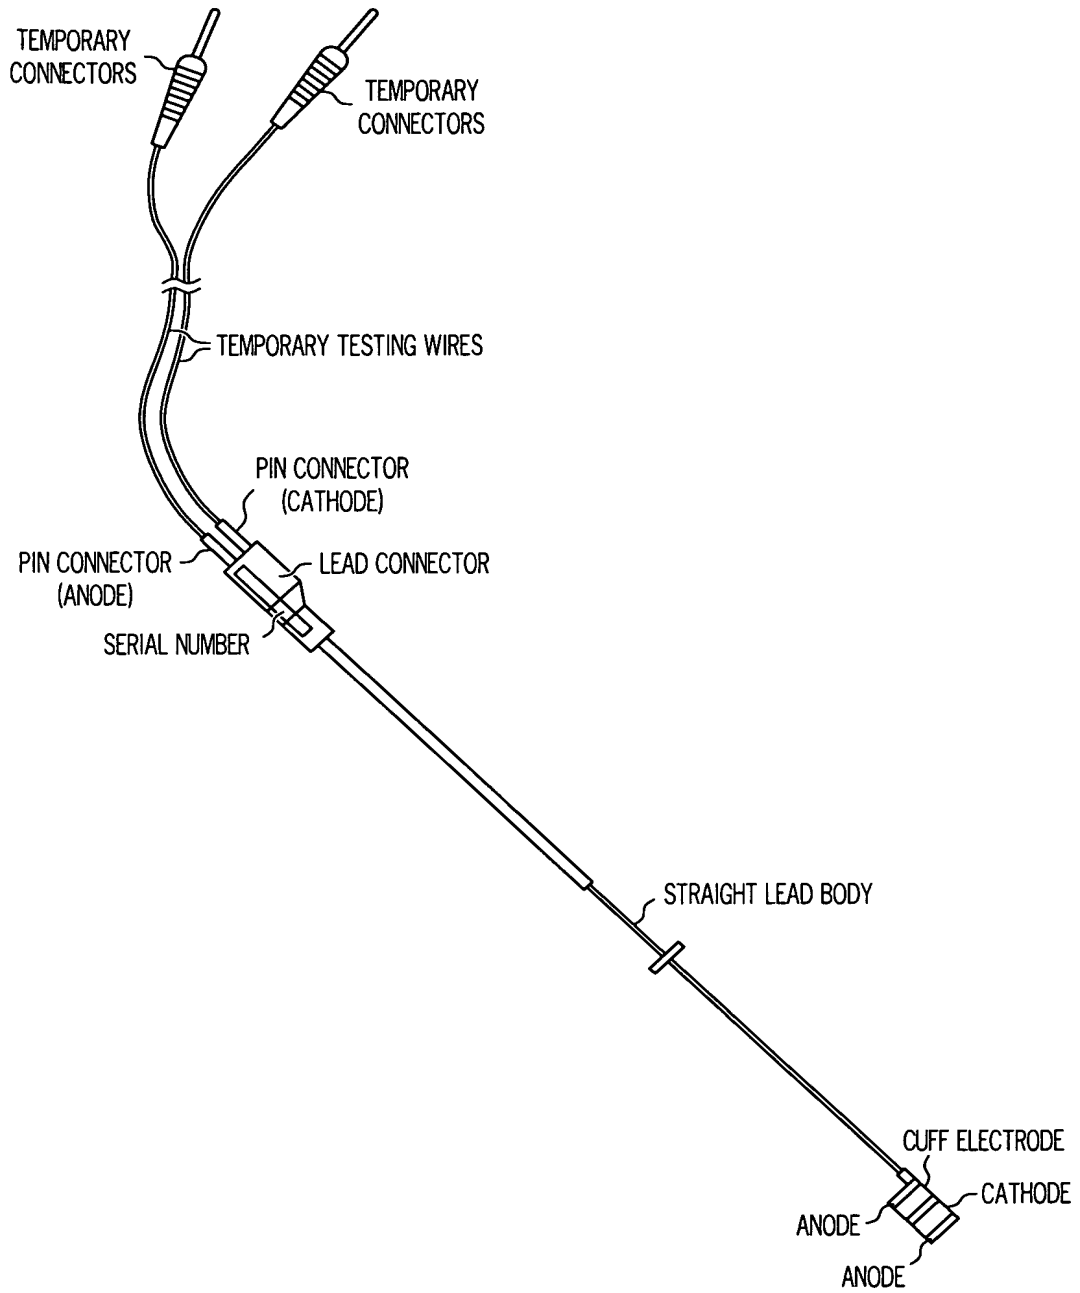 TEMPORARY
CONNECTORS
TEMPORARY
CONNECTORS
TEMPORARY TESTING WIRES
PIN CONNECTOR
(CATHODE)
PIN CONNECTOR
(ANODE)
LEAD CONNECTOR
SERIAL NUMBER
STRAIGHT LEAD BODY
CUFF ELECTRODE
CATHODE
ANODE
ANODE